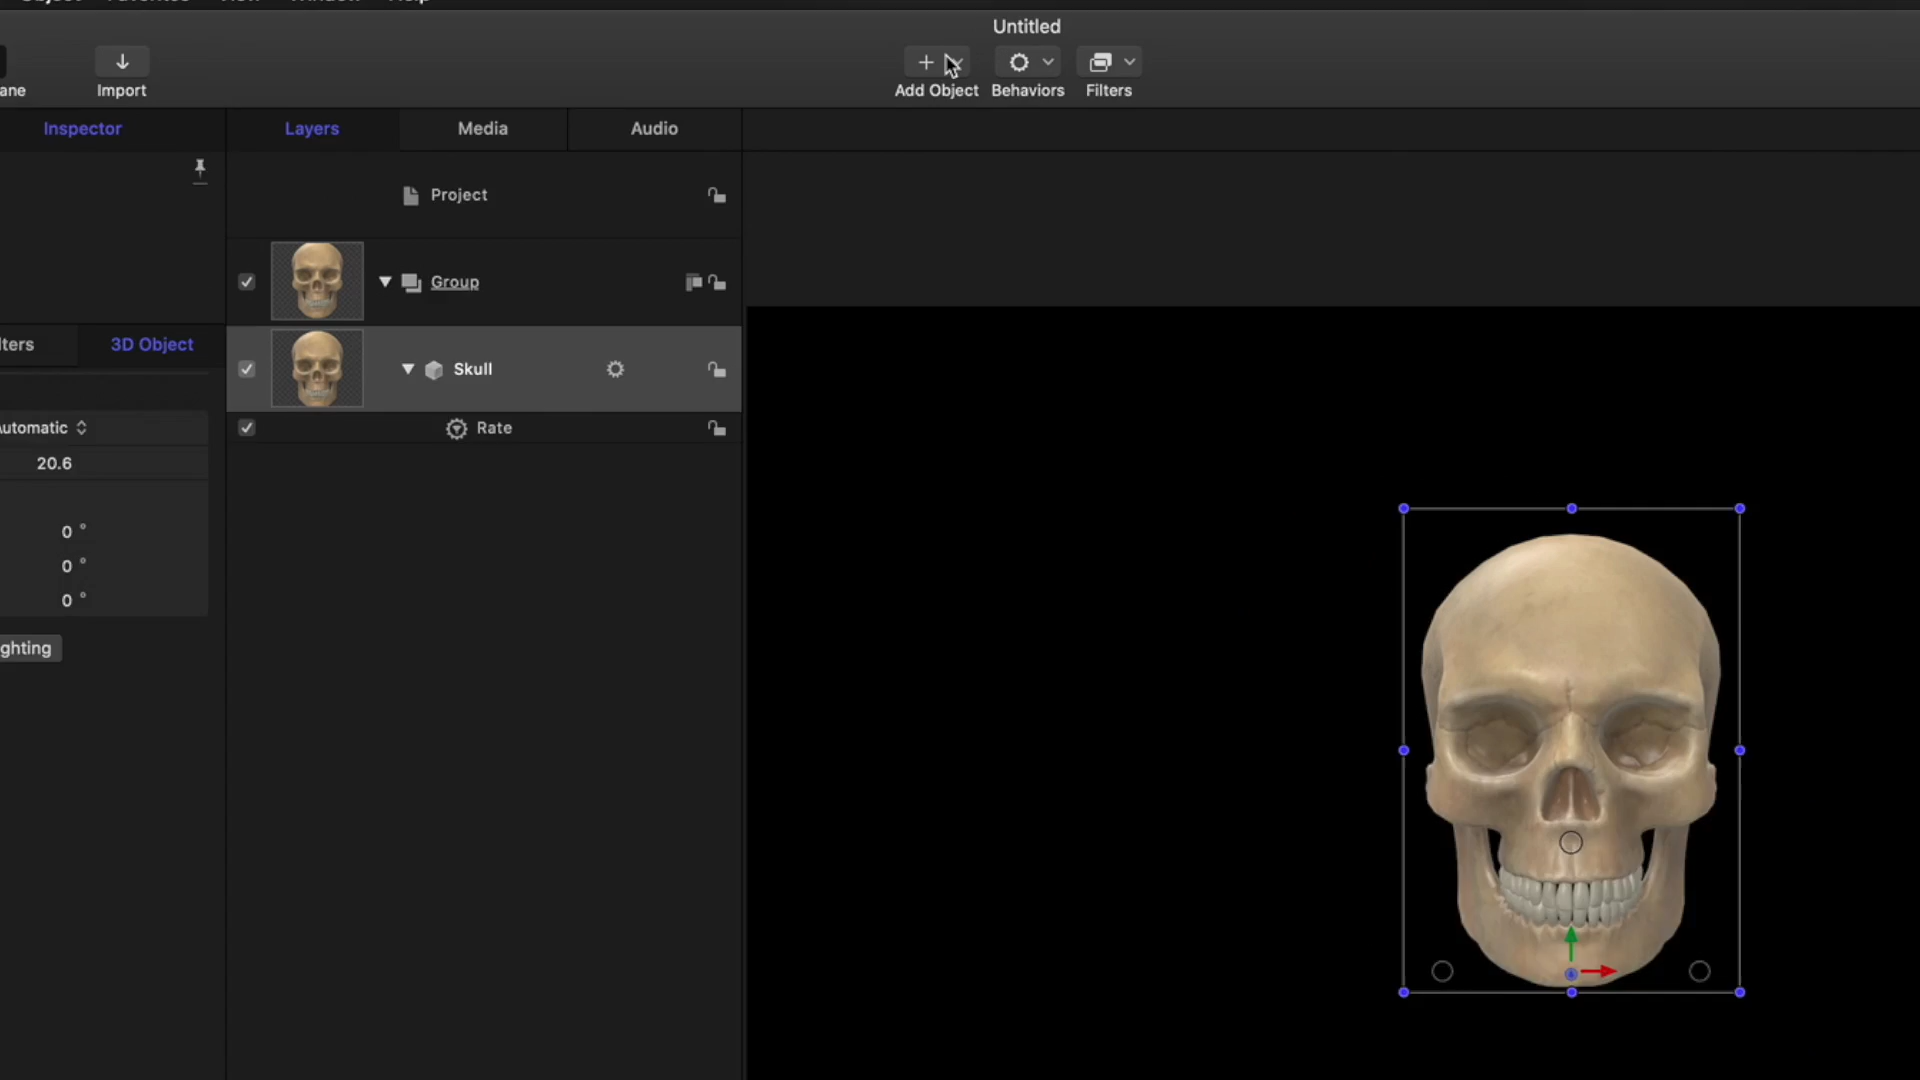 Untitled
ane
Import
Add Object
Behaviors
Filters
Inspector
Layers
Media
Audio
Project
Group
lters
3D Object
Skull
Automatic
Rate
20.6
0 °
0 °
0 °
ghting